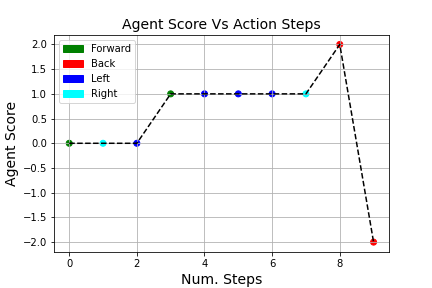 Agent Score Vs Action Steps
Forward
Back
Left
Right
Agent Score
2.0
1.5
1.0
0.5
0.0
−0.5
−1.0
−1.5
−2.0
0 2 4 6 8
Num. Steps